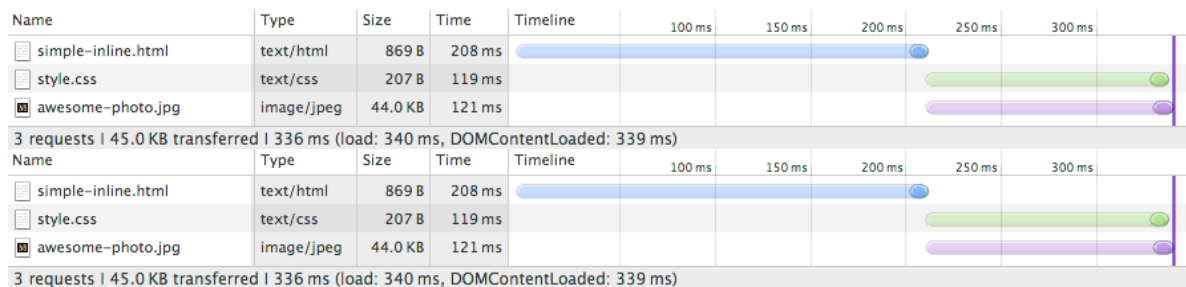 Name Type Size Time Timeline 100 ms 150 ms 200 ms 250 ms 300 ms
simple-inline.html text/html 869 B 208 ms
style.css text/css 207 B 119 ms
awesome-photo.jpg image/jpeg 44.0 KB 121 ms
3 requests I 45.0 KB transferred I 336 ms (load: 340 ms, DOMContentLoaded: 339 ms)
Name Type Size Time Timeline 100 ms 150 ms 200 ms 250 ms 300 ms
simple-inline.html text/html 869 B 208 ms
style.css text/css 207 B 119 ms
awesome-photo.jpg image/jpeg 44.0 KB 121 ms
3 requests I 45.0 KB transferred I 336 ms (load: 340 ms, DOMContentLoaded: 339 ms)